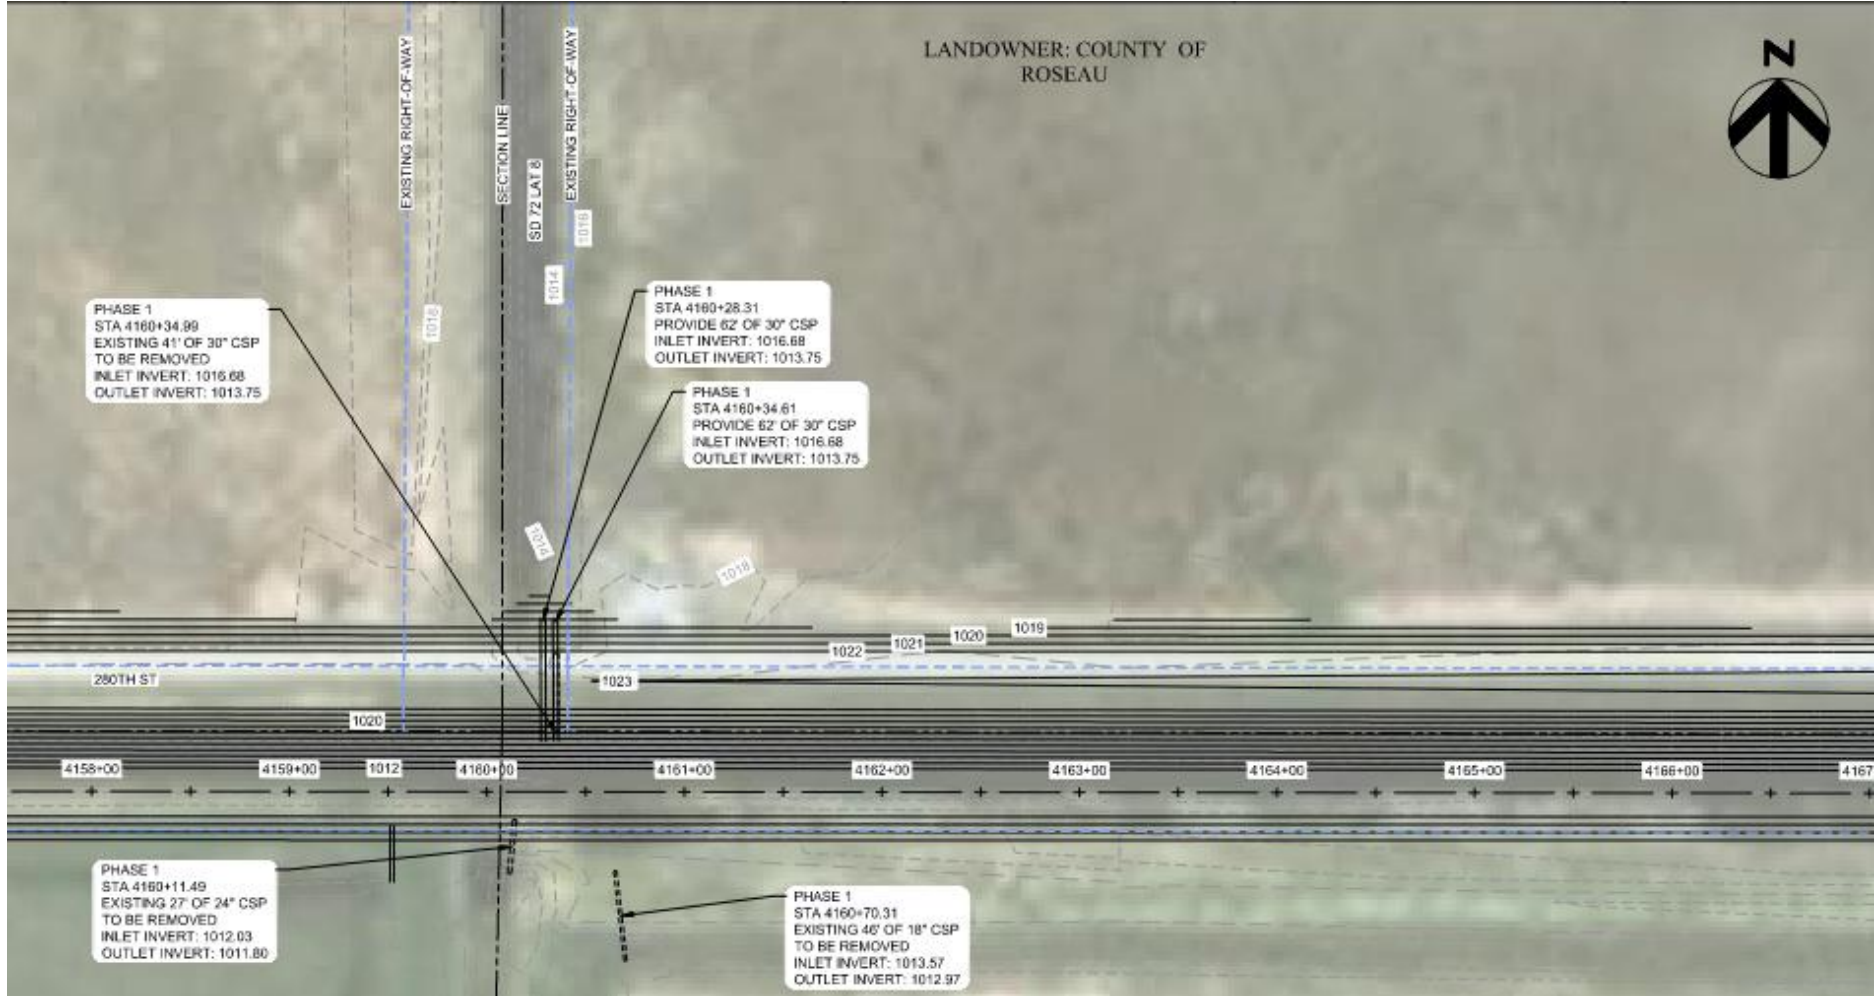 LANDOWNER: COUNTY OF
ROSEAU
N
EXISTING RIGHT-OF-WAY
SECTION LINE
SD 72 LAT 8
EXISTING RIGHT-OF-WAY
1016
1014
1018
PHASE 1
STA 4160+34.99
EXISTING 41' OF 30" CSP
TO BE REMOVED
INLET INVERT: 1016.68
OUTLET INVERT: 1013.75
PHASE 1
STA 4160+28.31
PROVIDE 62' OF 30" CSP
INLET INVERT: 1016.68
OUTLET INVERT: 1013.75
PHASE 1
STA 4160+34.61
PROVIDE 62' OF 30" CSP
INLET INVERT: 1016.68
OUTLET INVERT: 1013.75
1014
1018
1022
1021
1020
1019
280TH ST
1023
1020
4158+00
4159+00
1012
4160+00
4161+00
4162+00
4163+00
4164+00
4165+00
4166+00
4167
PHASE 1
STA 4160+11.49
EXISTING 27' OF 24" CSP
TO BE REMOVED
INLET INVERT: 1012.03
OUTLET INVERT: 1011.80
PHASE 1
STA 4160+70.31
EXISTING 46' OF 18" CSP
TO BE REMOVED
INLET INVERT: 1013.57
OUTLET INVERT: 1012.97